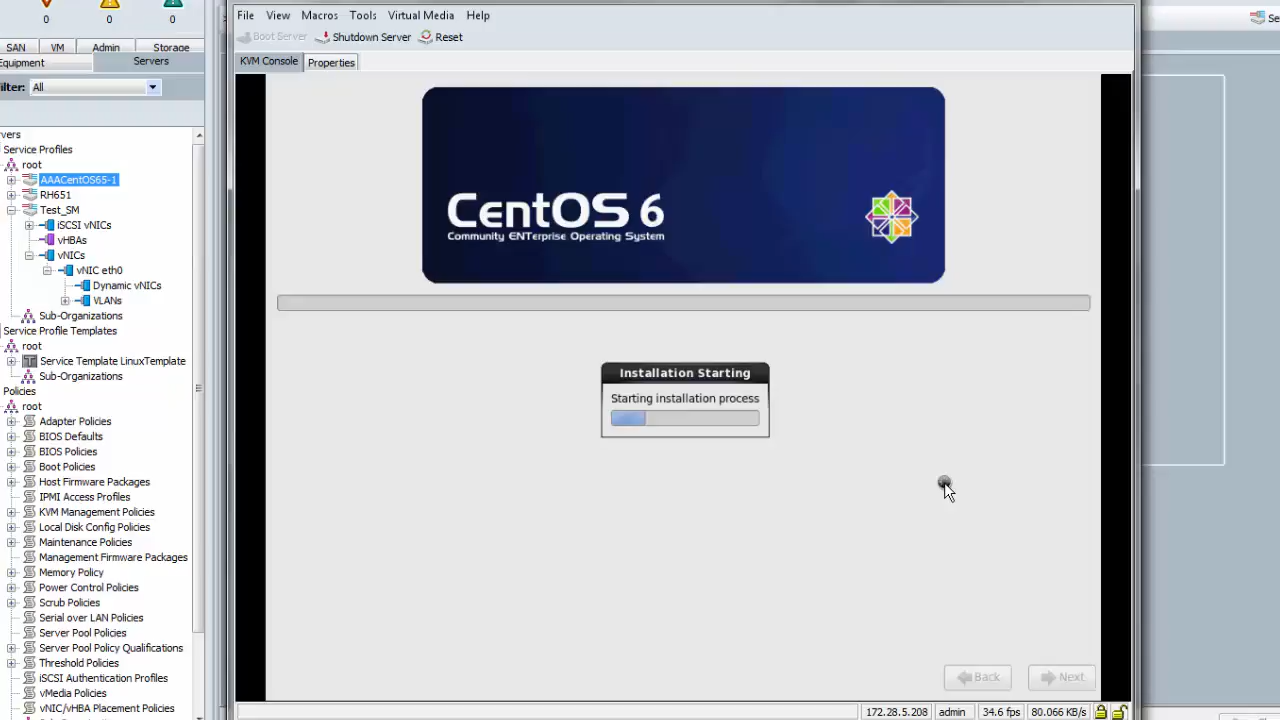 0 0 0
SAN VM Admin Storage
Equipment Servers
Filter: All
Service Profiles
root
AAACentOS65-1
RH651
Test_SM
iSCSI vNICs
vHBAs
vNICs
vNIC eth0
Dynamic vNICs
VLANs
Sub-Organizations
Service Profile Templates
root
Service Template LinuxTemplate
Sub-Organizations
Policies
root
Adapter Policies
BIOS Defaults
BIOS Policies
Boot Policies
Host Firmware Packages
IPMI Access Profiles
KVM Management Policies
Local Disk Config Policies
Maintenance Policies
Management Firmware Packages
Memory Policy
Power Control Policies
Scrub Policies
Serial over LAN Policies
Server Pool Policies
Server Pool Policy Qualifications
Threshold Policies
iSCSI Authentication Profiles
vMedia Policies
vNIC/vHBA Placement Policies
File View Macros Tools Virtual Media Help
Boot Server Shutdown Server Reset
KVM Console Properties
CentOS 6
Community ENTerprise Operating System
Installation Starting
Starting installation process
Back Next
172.28.5.208 admin 34.6 fps 80.066 KB/s